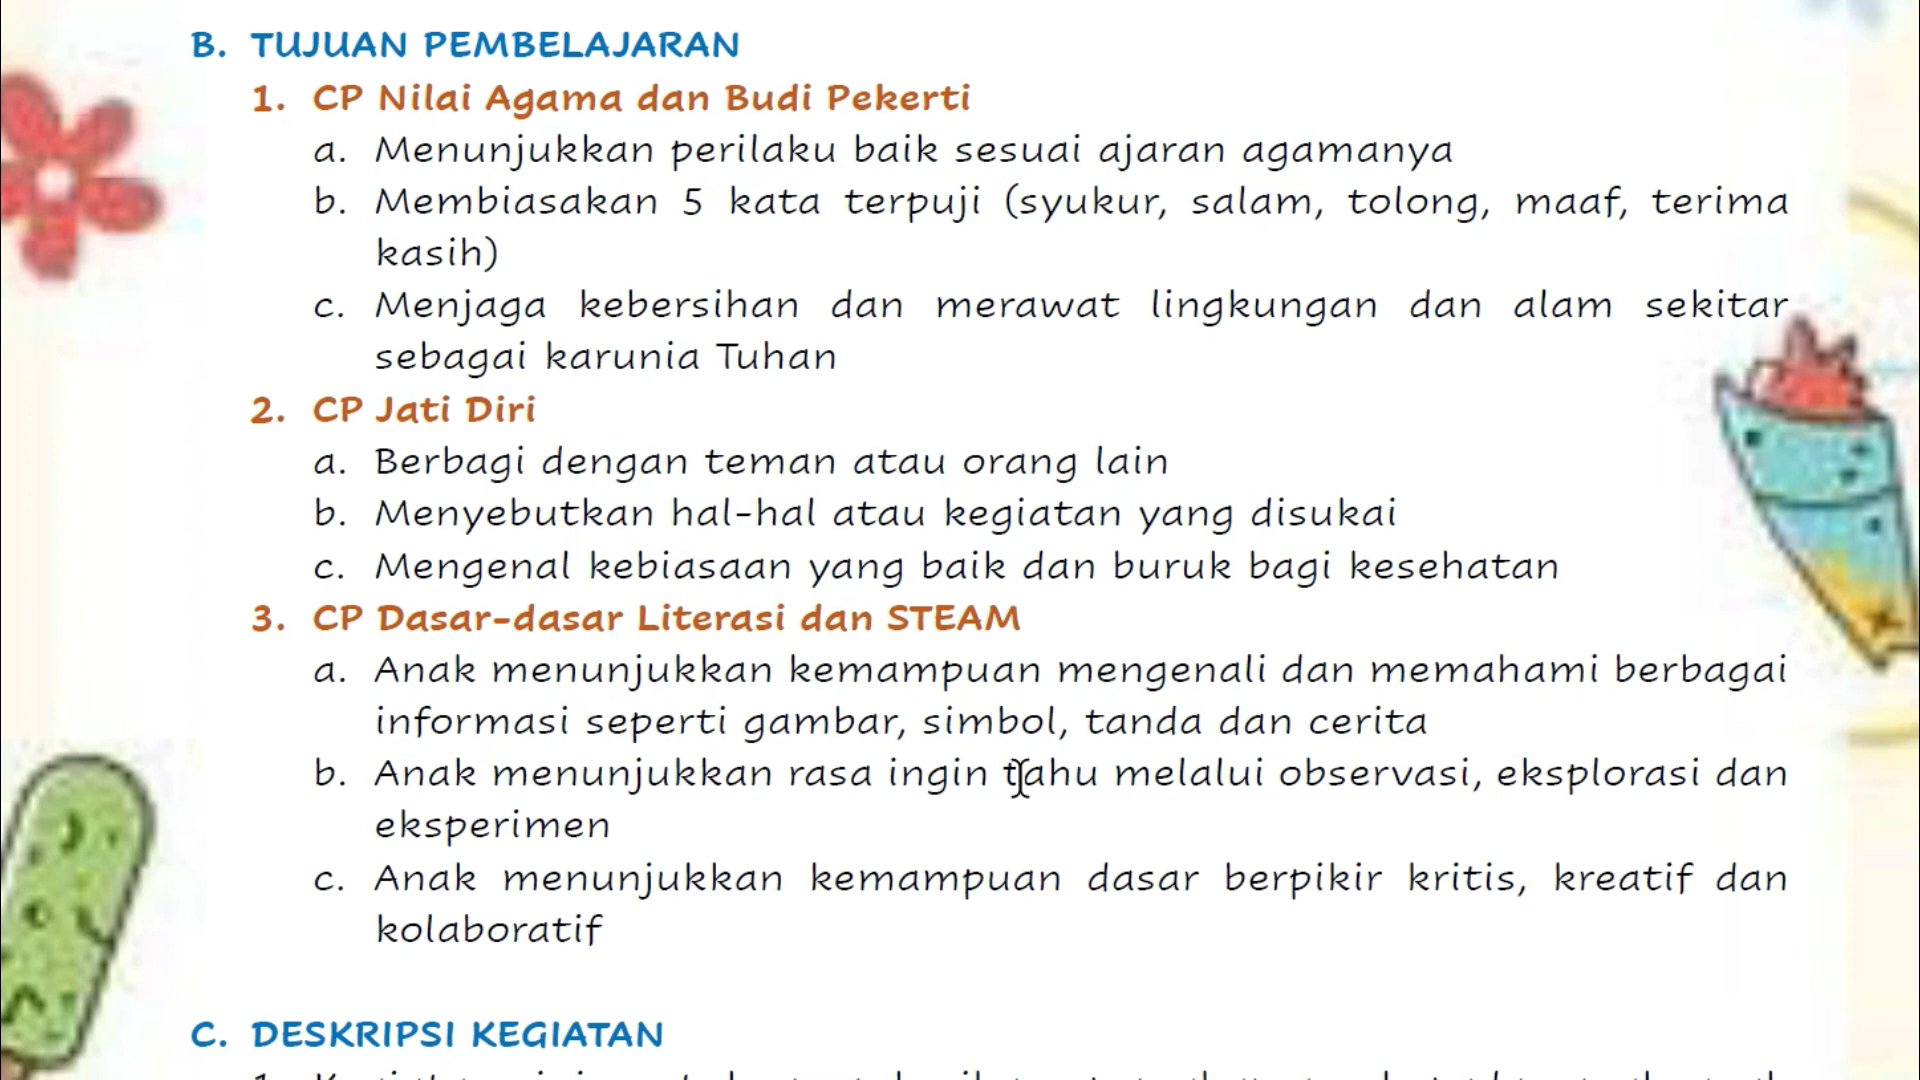 B. TUJUAN PEMBELAJARAN
1. CP Nilai Agama dan Budi Pekerti
a. Menunjukkan perilaku baik sesuai ajaran agamanya
b. Membiasakan 5 kata terpuji (syukur, salam, tolong, maaf, terima
kasih)
c. Menjaga kebersihan dan merawat lingkungan dan alam sekitar
sebagai karunia Tuhan
2. CP Jati Diri
a. Berbagi dengan teman atau orang lain
b. Menyebutkan hal-hal atau kegiatan yang disukai
c. Mengenal kebiasaan yang baik dan buruk bagi kesehatan
3. CP Dasar-dasar Literasi dan STEAM
a. Anak menunjukkan kemampuan mengenali dan memahami berbagai
informasi seperti gambar, simbol, tanda dan cerita
b. Anak menunjukkan rasa ingin tahu melalui observasi, eksplorasi dan
eksperimen
c. Anak menunjukkan kemampuan dasar berpikir kritis, kreatif dan
kolaboratif
C. DESKRIPSI KEGIATAN